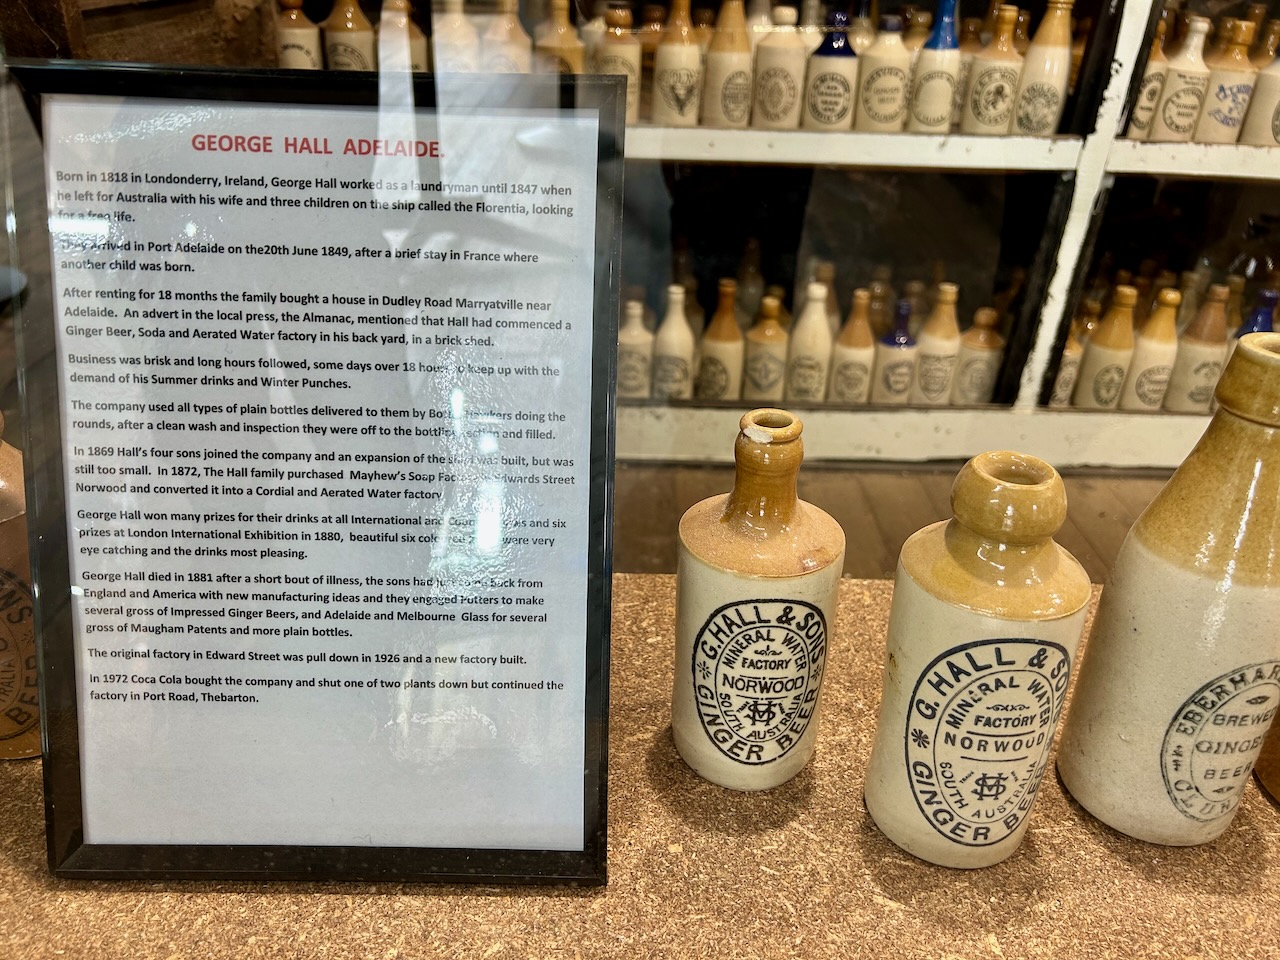 GEORGE HALL ADELAIDE.
Born in 1818 in Londonderry, Ireland, George Hall worked as a laundryman until 1847 when
he left for Australia with his wife and three children on the ship called the Florentia, looking
for a free life.
They arrived in Port Adelaide on the20th June 1849, after a brief stay in France where
another child was born.
After renting for 18 months the family bought a house in Dudley Road Marryatville near
Adelaide. An advert in the local press, the Almanac, mentioned that Hall had commenced a
Ginger Beer, Soda and Aerated Water factory in his back yard, in a brick shed.
Business was brisk and long hours followed, some days over 18 hours to keep up with the
demand of his Summer drinks and Winter Punches.
The company used all types of plain bottles delivered to them by Bottle Hawkers doing the
rounds, after a clean wash and inspection they were off to the bottling section and filled.
In 1869 Hall's four sons joined the company and an expansion of the was built, but was
still too small. In 1872, The Hall family purchased Mayhew's Soap Edwards Street
Norwood and converted it into a Cordial and Aerated Water factory
George Hall won many prizes for their drinks at all International and and six
prizes at London International Exhibition in 1880, beautiful six were very
eye catching and the drinks most pleasing.
George Hall died in 1881 after a short bout of illness, the sons had just come back from
England and America with new manufacturing ideas and they engaged Potters to make
several gross of Impressed Ginger Beers, and Adelaide and Melbourne Glass for several
gross of Maugham Patents and more plain bottles.
The original factory in Edward Street was pull down in 1926 and a new factory built.
In 1972 Coca Cola bought the company and shut one of two plants down but continued the
factory in Port Road, Thebarton.
G. HALL & SONS
MINERAL WATER
FACTORY
NORWOOD
TRADE MARK
SOUTH AUSTRALIA
GINGER BEER
G. HALL & SONS
MINERAL WATER
FACTORY
NORWOOD
TRADE
SOUTH AUSTRALIA
GINGER BEER
EBERHAR
BREWE
GINGE
BEER